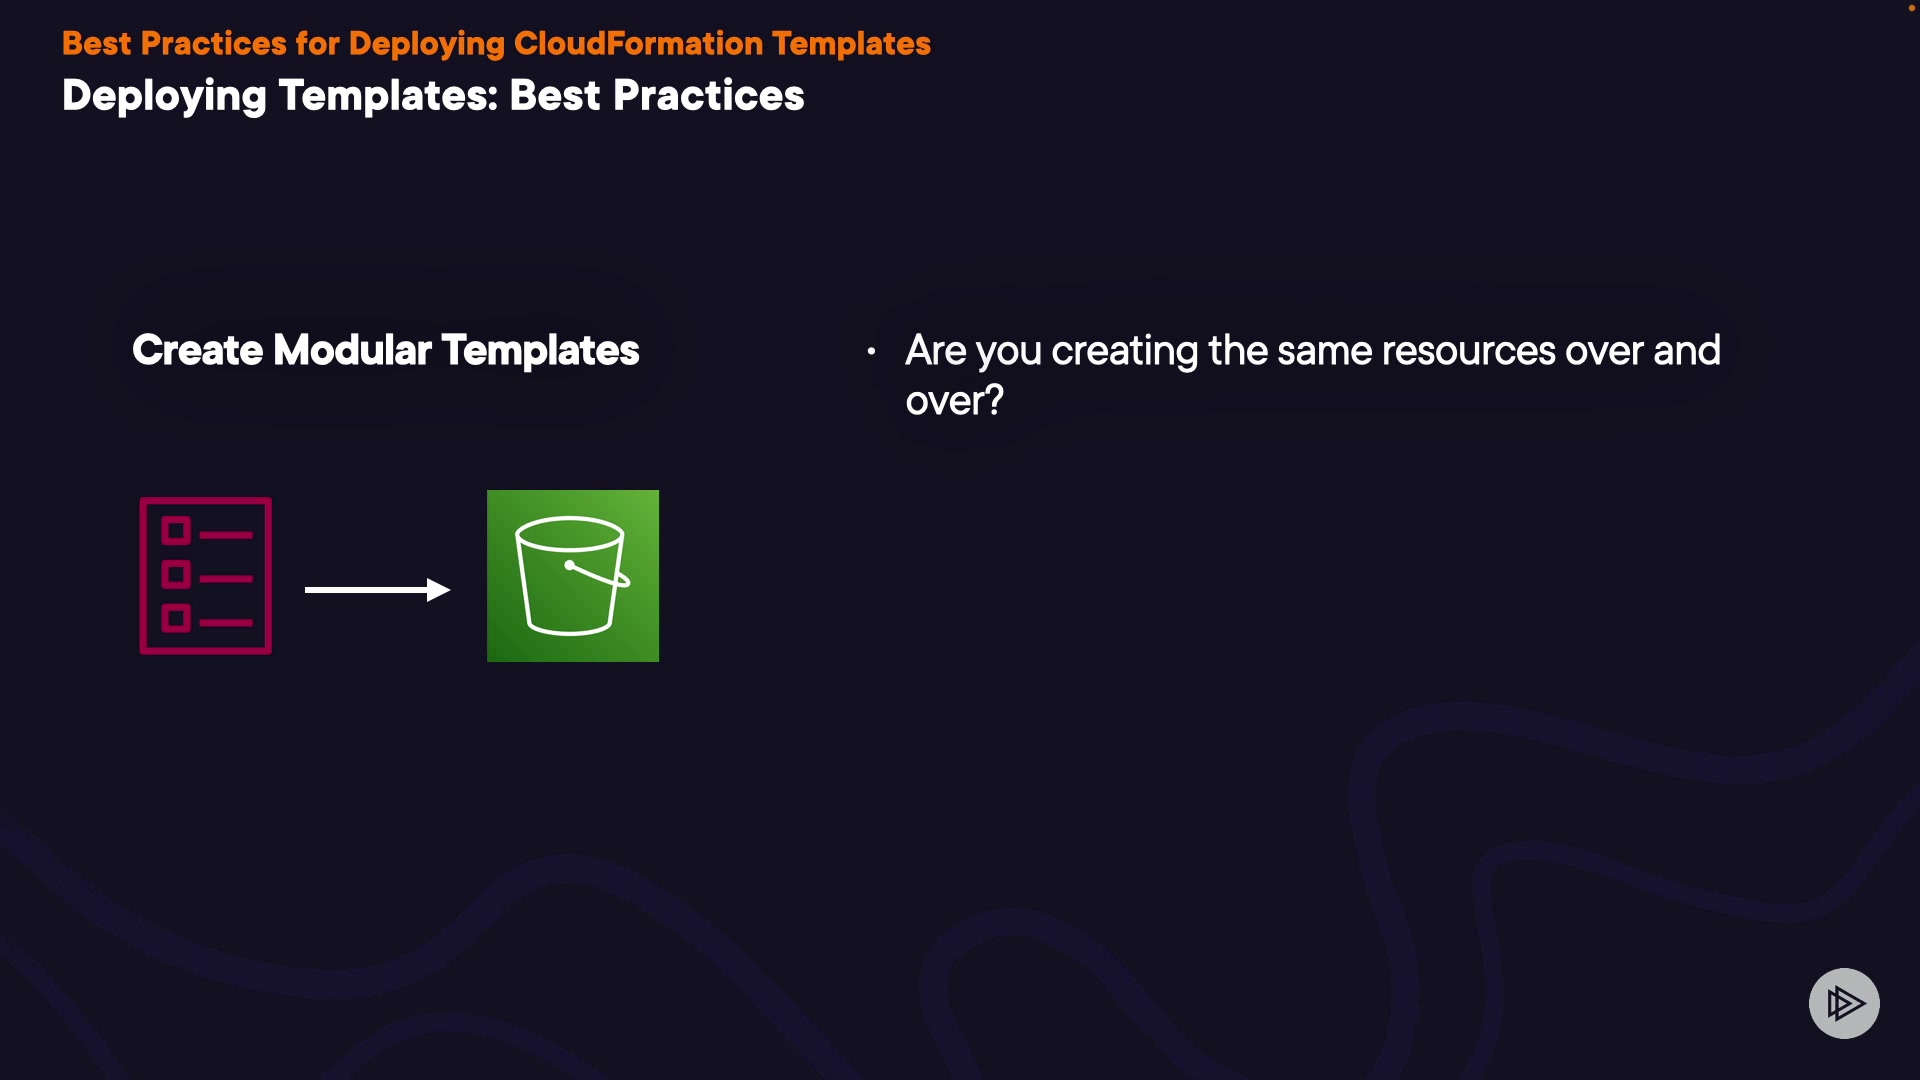 Best Practices for Deploying CloudFormation Templates
Deploying Templates: Best Practices
Create Modular Templates
• Are you creating the same resources over and
over?